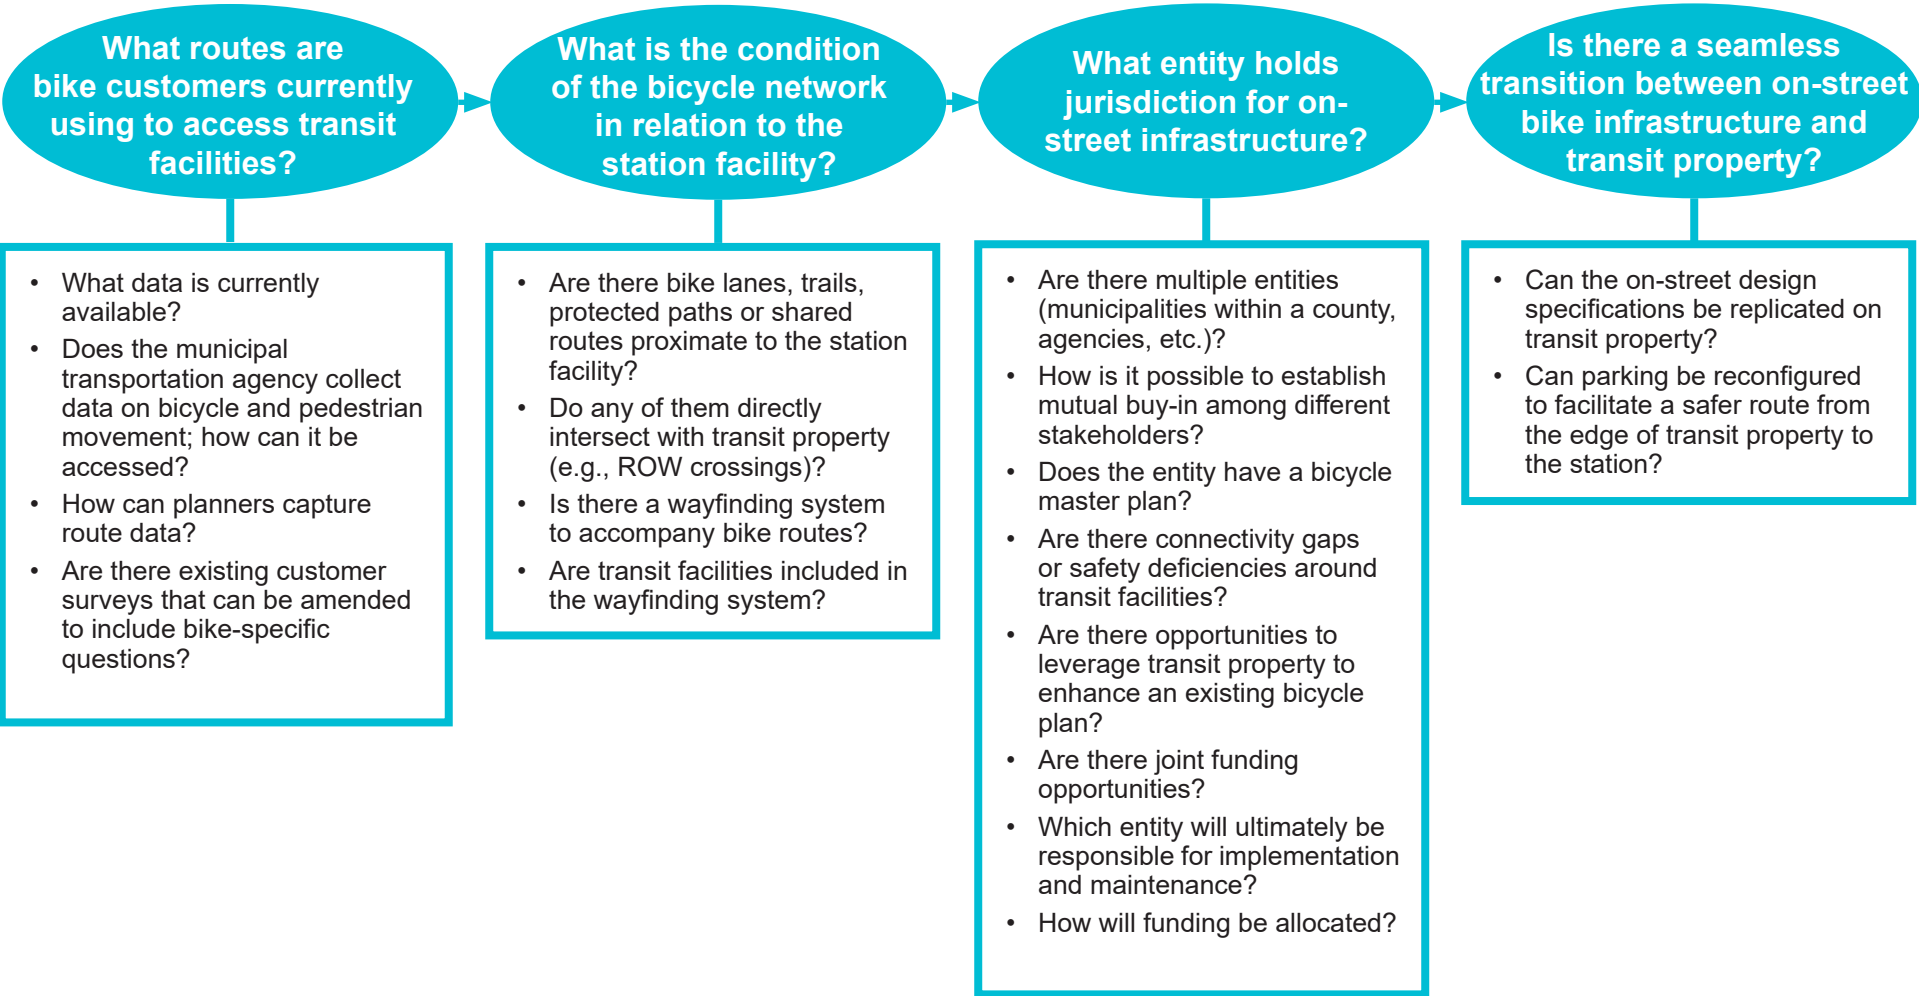 What routes are
bike customers currently
using to access transit
facilities?
What is the condition
of the bicycle network
in relation to the
station facility?
What entity holds
jurisdiction for on-
street infrastructure?
Is there a seamless
transition between on-street
bike infrastructure and
transit property?
• What data is currently
available?
• Does the municipal
transportation agency collect
data on bicycle and pedestrian
movement; how can it be
accessed?
• How can planners capture
route data?
• Are there existing customer
surveys that can be amended
to include bike-specific
questions?
• Are there bike lanes, trails,
protected paths or shared
routes proximate to the station
facility?
• Do any of them directly
intersect with transit property
(e.g., ROW crossings)?
• Is there a wayfinding system
to accompany bike routes?
• Are transit facilities included in
the wayfinding system?
• Are there multiple entities
(municipalities within a county,
agencies, etc.)?
• How is it possible to establish
mutual buy-in among different
stakeholders?
• Does the entity have a bicycle
master plan?
• Are there connectivity gaps
or safety deficiencies around
transit facilities?
• Are there opportunities to
leverage transit property to
enhance an existing bicycle
plan?
• Are there joint funding
opportunities?
• Which entity will ultimately be
responsible for implementation
and maintenance?
• How will funding be allocated?
• Can the on-street design
specifications be replicated on
transit property?
• Can parking be reconfigured
to facilitate a safer route from
the edge of transit property to
the station?